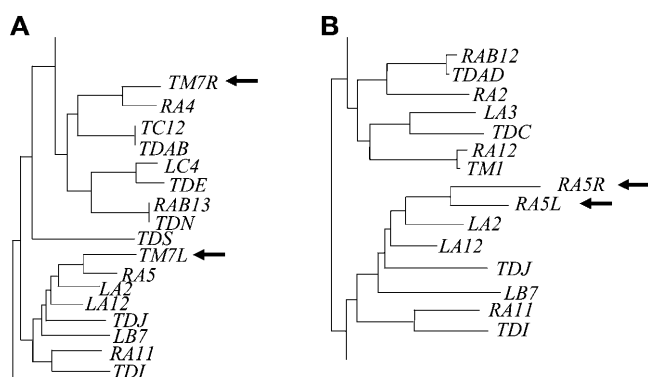 A
TM7R
RA4
TC12
TDAB
LC4
TDE
RAB13
TDN
TDS
TM7L
RA5
LA2
LA12
TDJ
LB7
RA11
TDI
B
RAB12
TDAD
RA2
LA3
TDC
RA12
TM1
RA5R
RA5L
LA2
LA12
TDJ
LB7
RA11
TDI